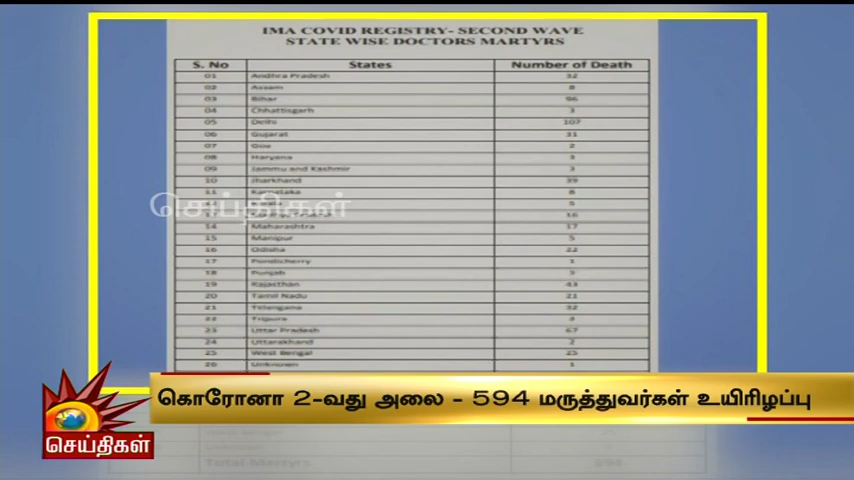 IMA COVID REGISTRY- SECOND WAVE
STATE WISE DOCTORS MARTYRS
S. No States Number of Death
01 Andhra Pradesh 32
02 Assam 8
03 Bihar 96
04 Chhattisgarh 3
05 Delhi 107
06 Gujarat 31
07 Goa 2
08 Haryana 3
09 Jammu and Kashmir 3
10 Jharkhand 39
11 Karnataka 8
Kerala 5
Pradesh 16
14 Maharashtra 17
15 Manipur 5
16 Odisha 22
17 Pondicherry 1
18 Punjab 3
19 Rajasthan 43
20 Tamil Nadu 21
21 Telengana 32
22 Tripura 2
23 Uttar Pradesh 67
24 Uttarakhand 2
25 West Bengal 25
26 Unknown 1
செய்திகள்
கொரோனா 2-வது அலை - 594 மருத்துவர்கள் உயிரிழப்பு
செய்திகள்
Total Martyrs 594